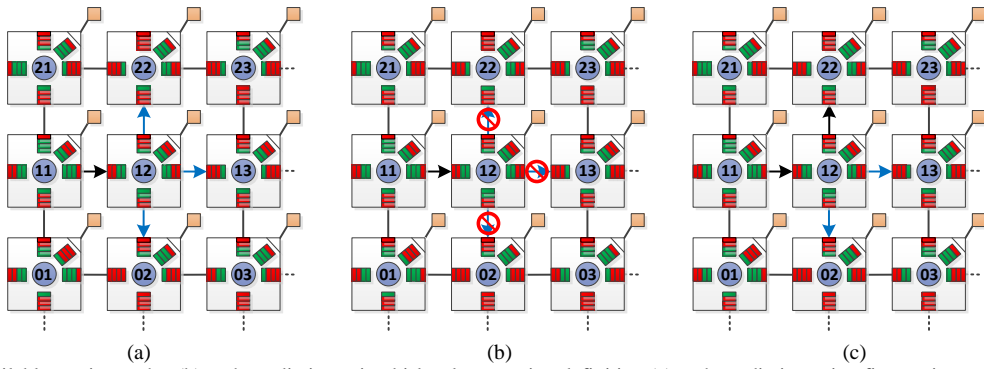 21 22 23 21 22 23 21 22 23
11 12 13 11 12 13 11 12 13
01 02 03 01 02 03 01 02 03
(a) (b) (c)